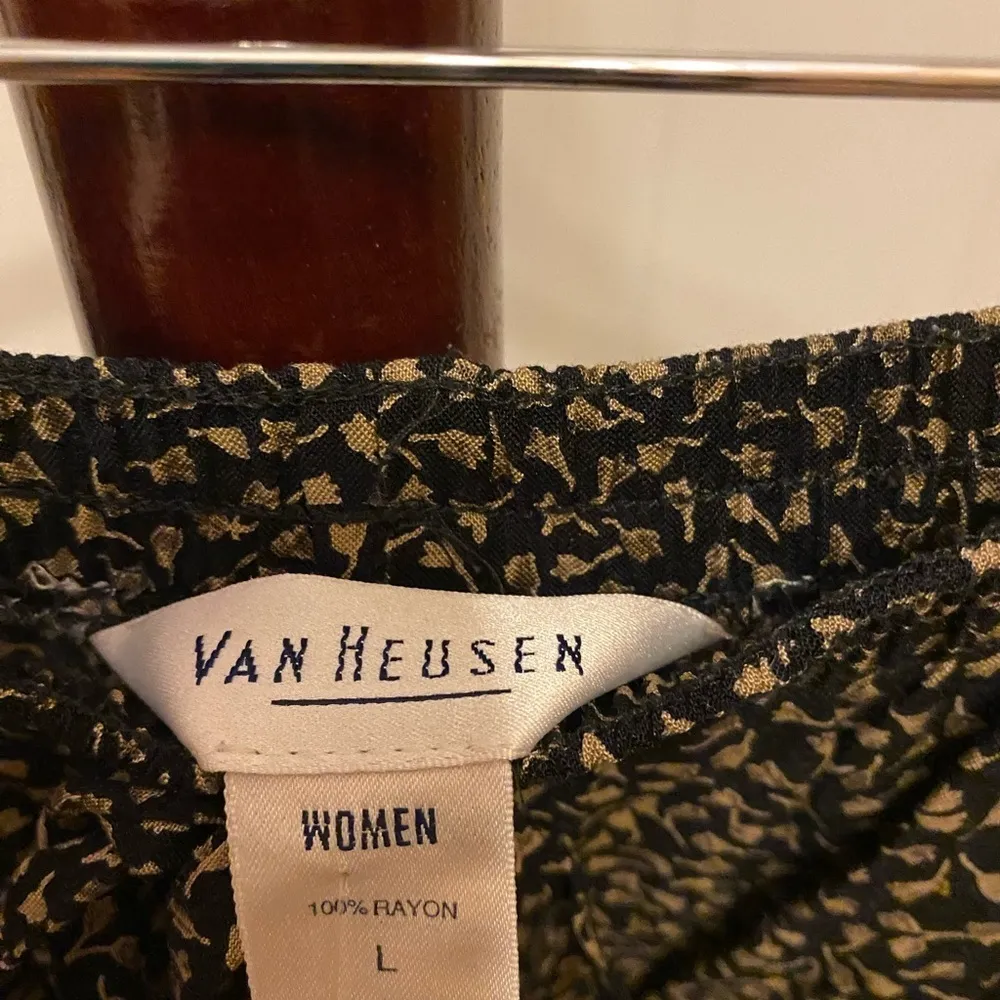 VAN HEUSEN
WOMEN
100% RAYON
L